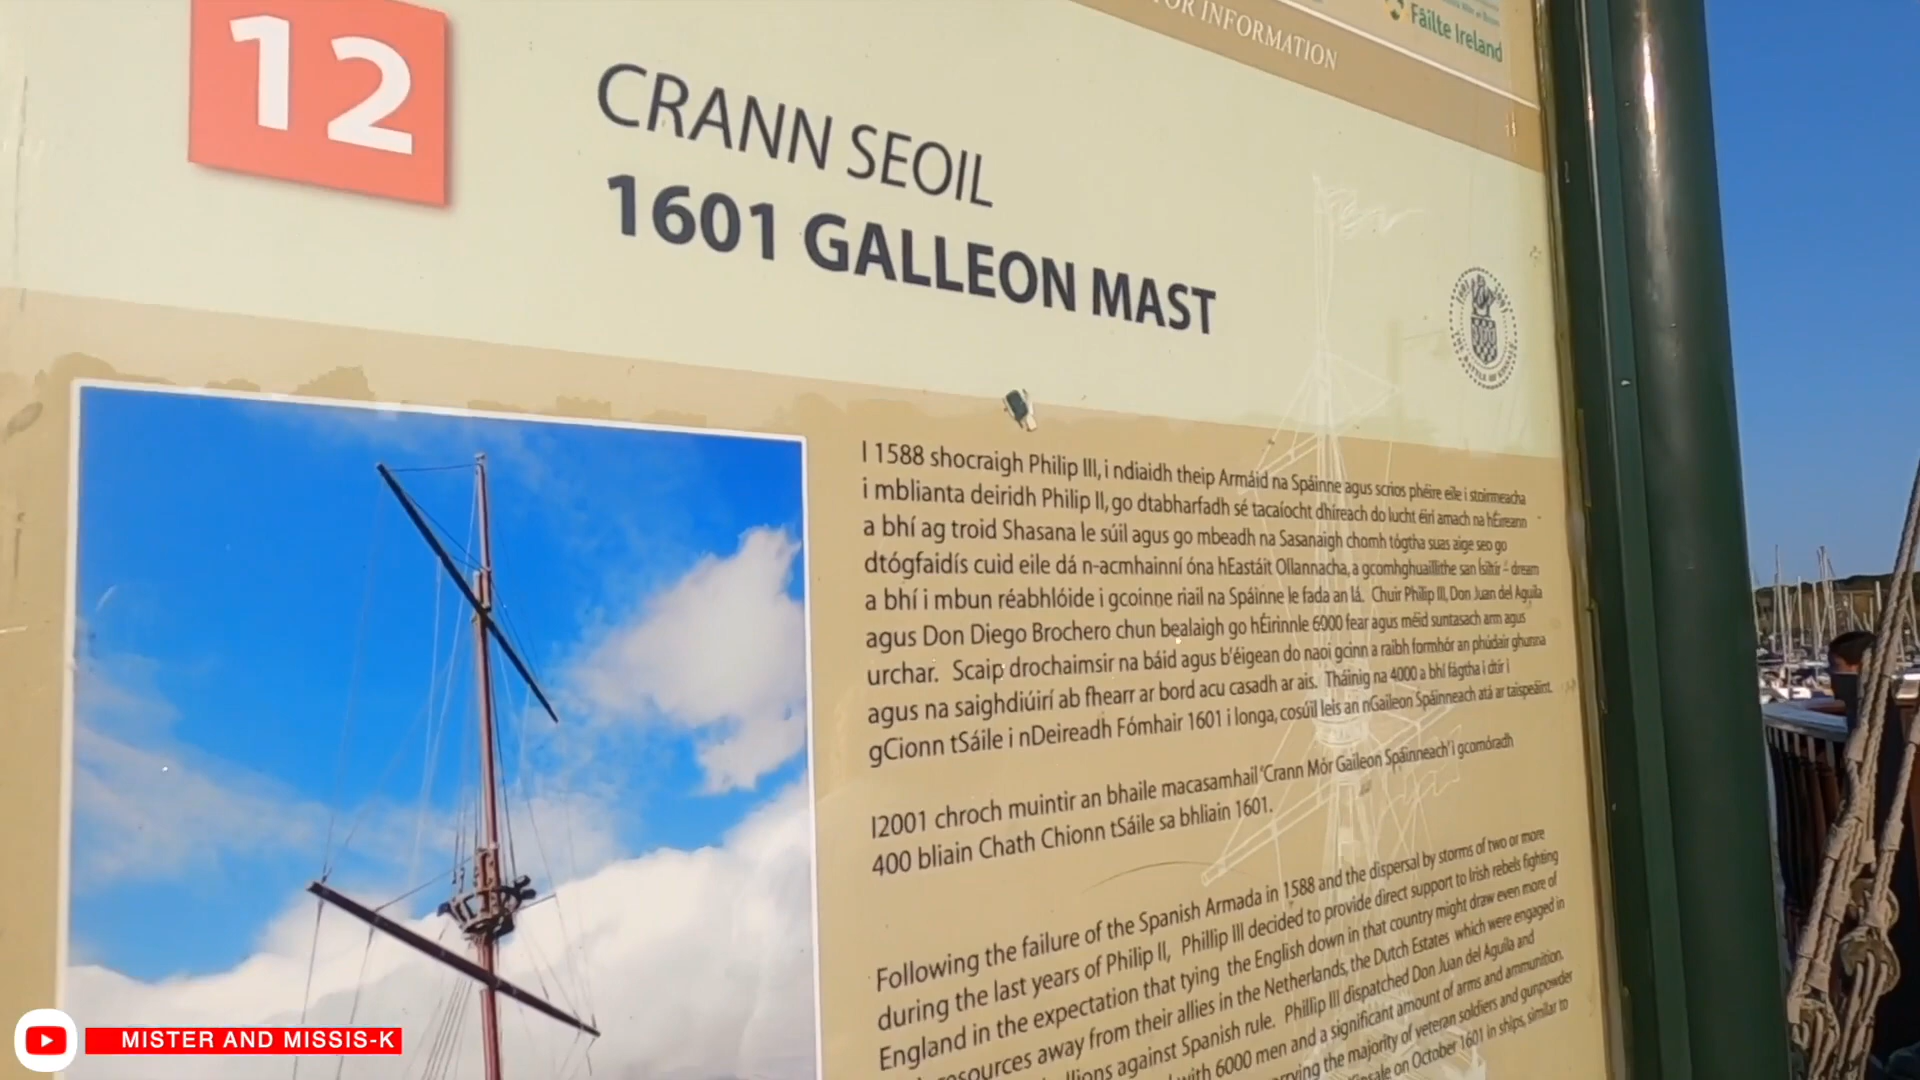 12
FOR INFORMATION
Fáilte Ireland
CRANN SEOIL
1601 GALLEON MAST
I 1588 shocraigh Philip III, i ndiaidh theip Armáid na Spáinne agus scrios phéire eile i stoirmeacha
i mblianta deiridh Philip II, go dtabharfadh sé tacaíocht dhíreach do lucht éirí amach na hÉireann
a bhí ag troid Shasana le súil agus go mbeadh na Sasanaigh chomh tógtha suas aige seo go
dtógfaidís cuid eile dá n-acmhainní óna hEastáit Ollannacha, a gcomhghuaillithe san Ísiltír – dream
a bhí i mbun réabhlóide i gcoinne riail na Spáinne le fada an lá. Chuir Philip III, Don Juan del Aguila
agus Don Diego Brochero chun bealaigh go hÉirinnle 6000 fear agus méid suntasach arm agus
urchar. Scaip drochaimsir na báid agus b'éigean do naoi gcinn a raibh formhór an phúdair ghunna
agus na saighdiúirí ab fhearr ar bord acu casadh ar ais. Tháinig na 4000 a bhí fágtha i dtír i
gCionn tSáile i nDeireadh Fómhair 1601 i longa, cosúil leis an nGaileon Spáinneach atá ar taispeáint.
I2001 chroch muintir an bhaile macasamhail 'Crann Mór Gaileon Spáinneach' i gcomóradh
400 bliain Chath Chionn tSáile sa bhliain 1601.
Following the failure of the Spanish Armada in 1588 and the dispersal by storms of two or more
during the last years of Philip II, Phillip III decided to provide direct support to Irish rebels fighting
England in the expectation that tying the English down in that country might draw even more of
resources away from their allies in the Netherlands, the Dutch Estates which were engaged in
against Spanish rule. Phillip III dispatched Don Juan del Aguila and
with 6000 men and a significant amount of arms and ammunition.
the majority of veteran soldiers and gunpowder
on October 1601 in ships, similar to
MISTER AND MISSIS-K